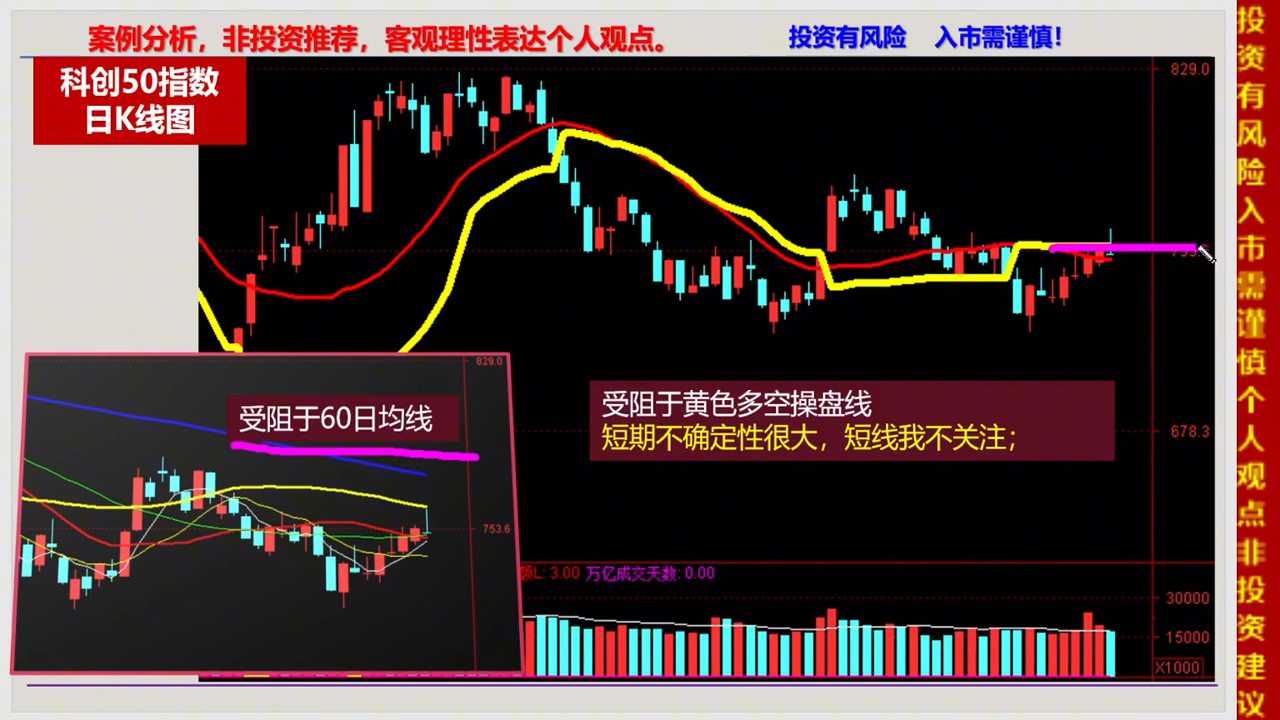 案例分析，非投资推荐，客观理性表达个人观点。
投资有风险 入市需谨慎！
科创50指数
日K线图
829.0
678.3
829.0
受阻于60日均线
753.6
受阻于黄色多空操盘线
短期不确定性很大，短线我不关注；
额L: 3.00 万亿成交天数: 0.00
30000
15000
X1000
投资有风险入市需谨慎个人观点非投资建议